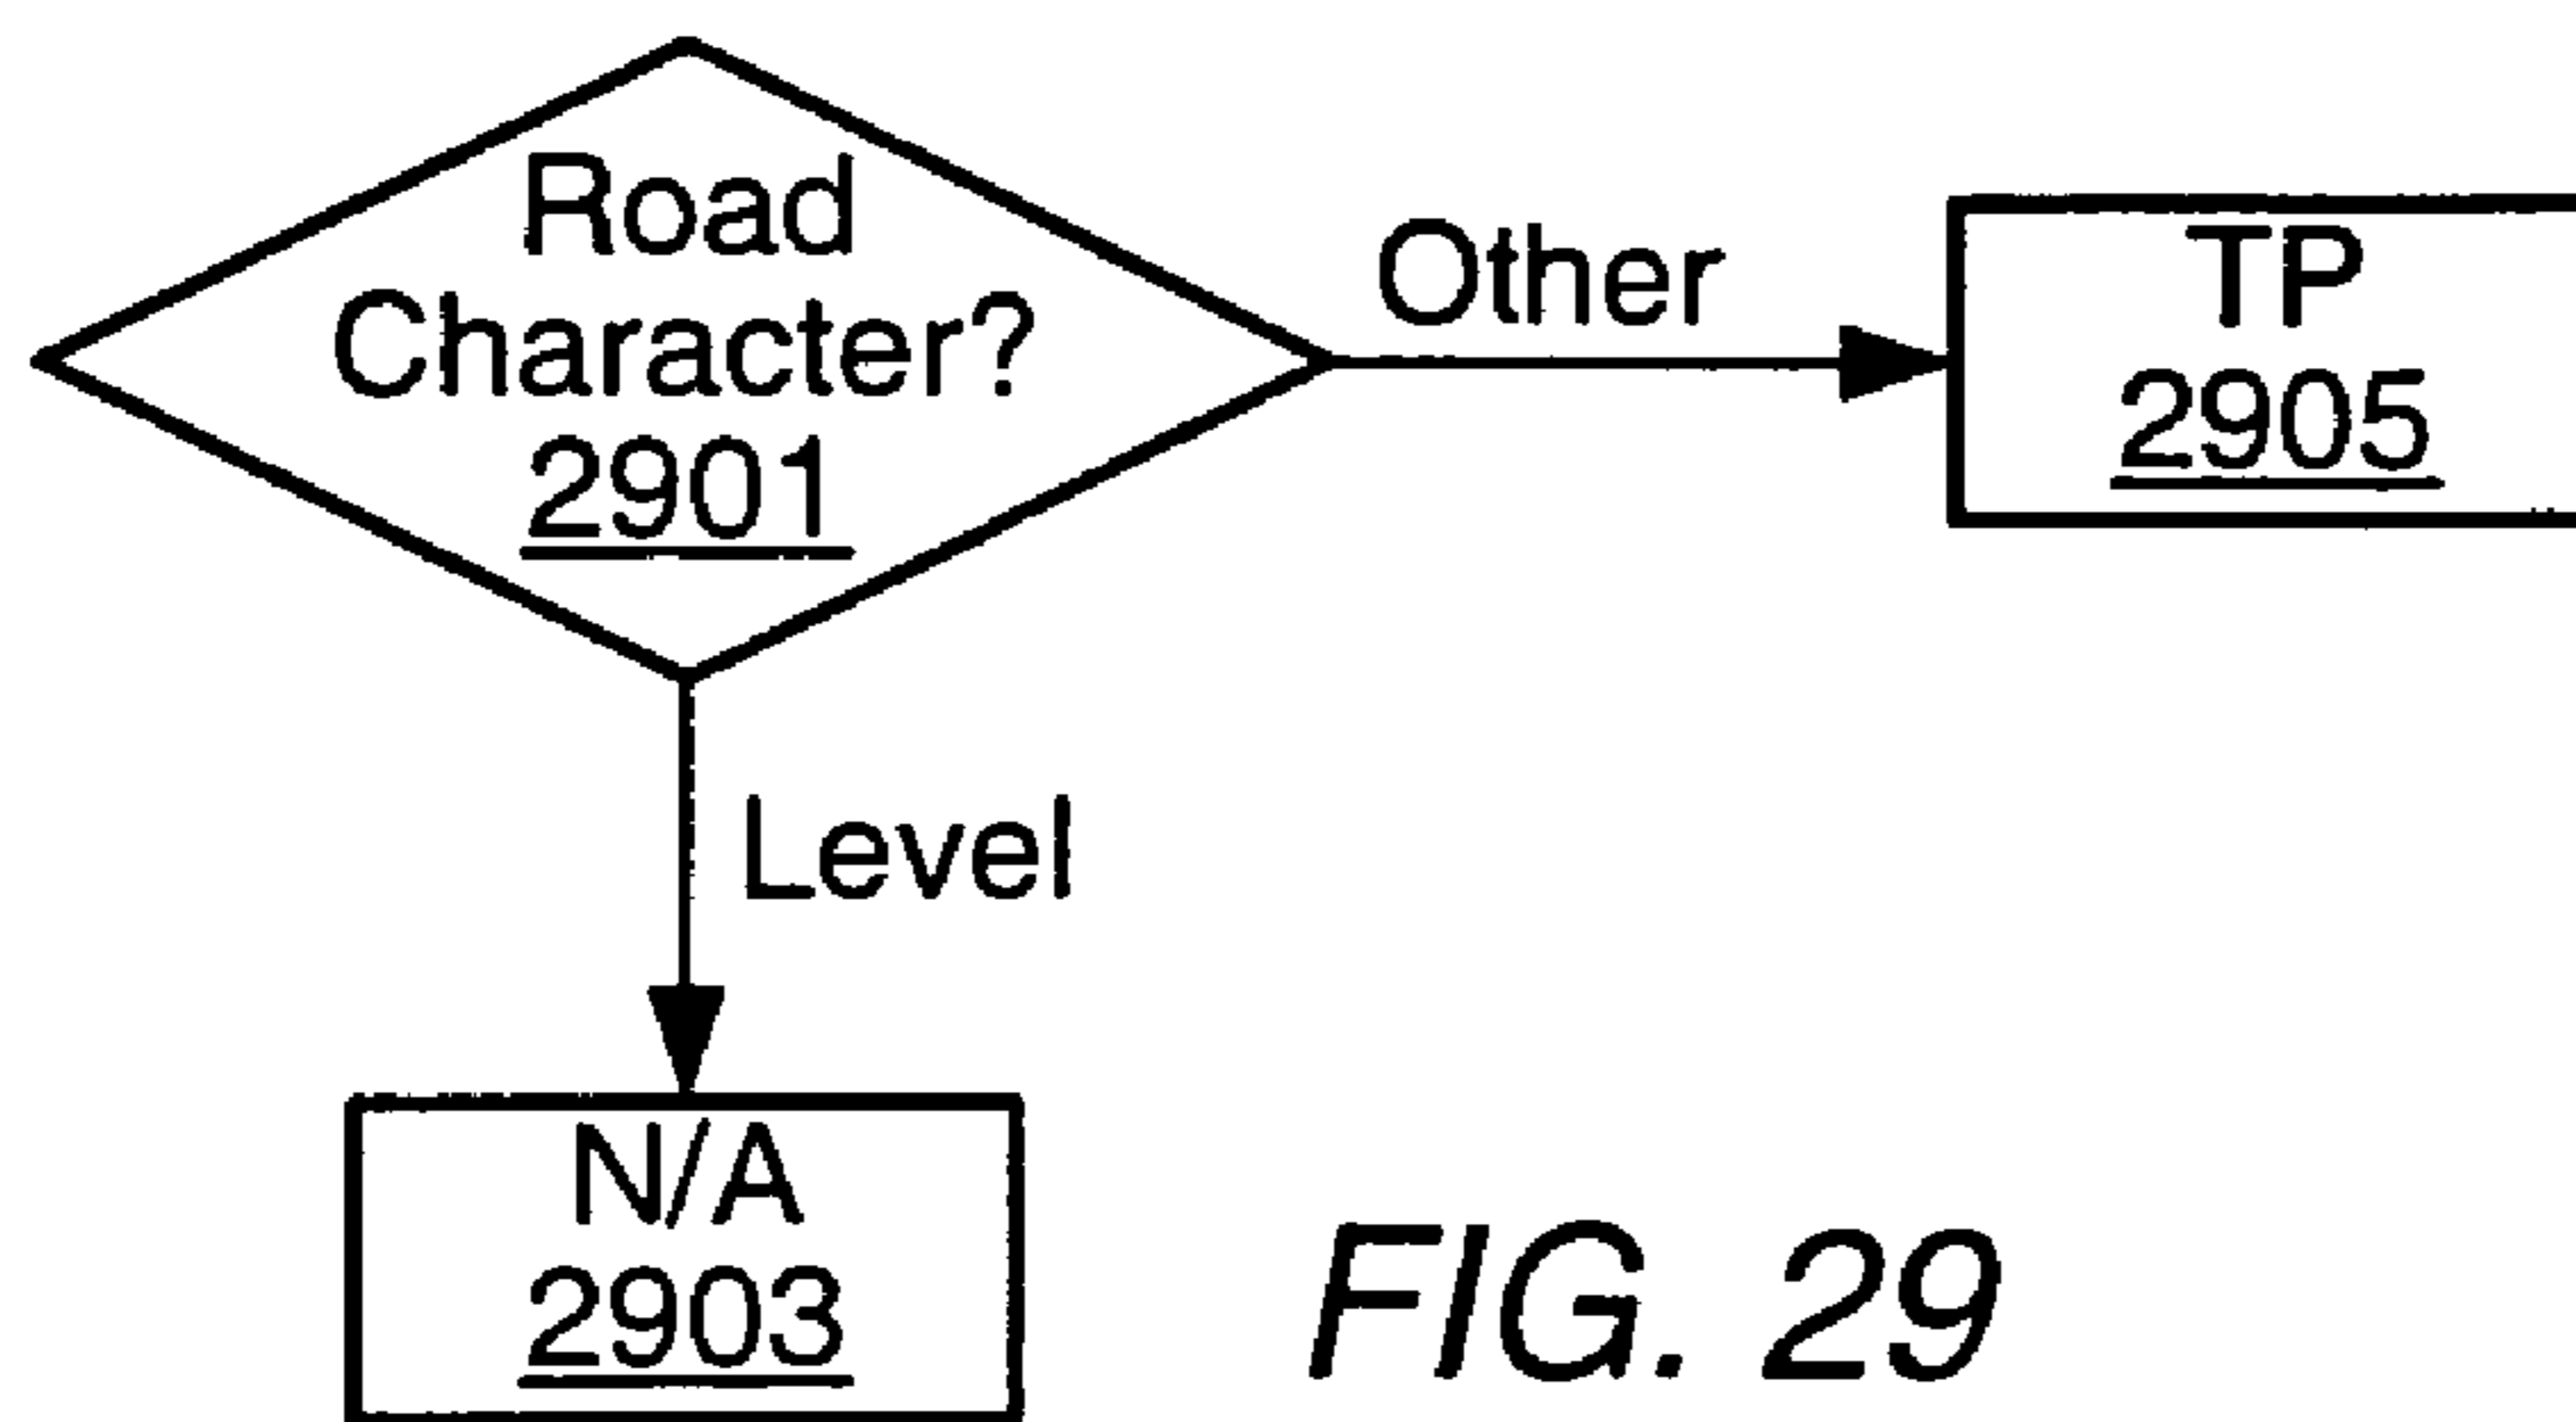 Road
Character?
2901
Other
TP
2905
Level
N/A
2903
FIG. 29